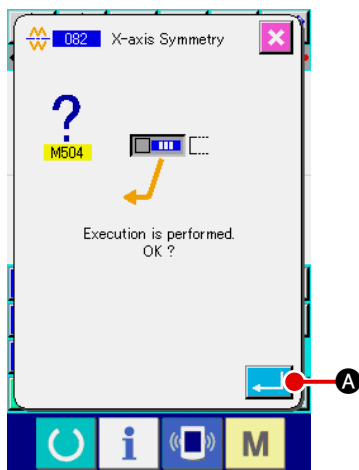 082 X-axis Symmetry
?
M504
Execution is performed.
OK ?
A
i
M